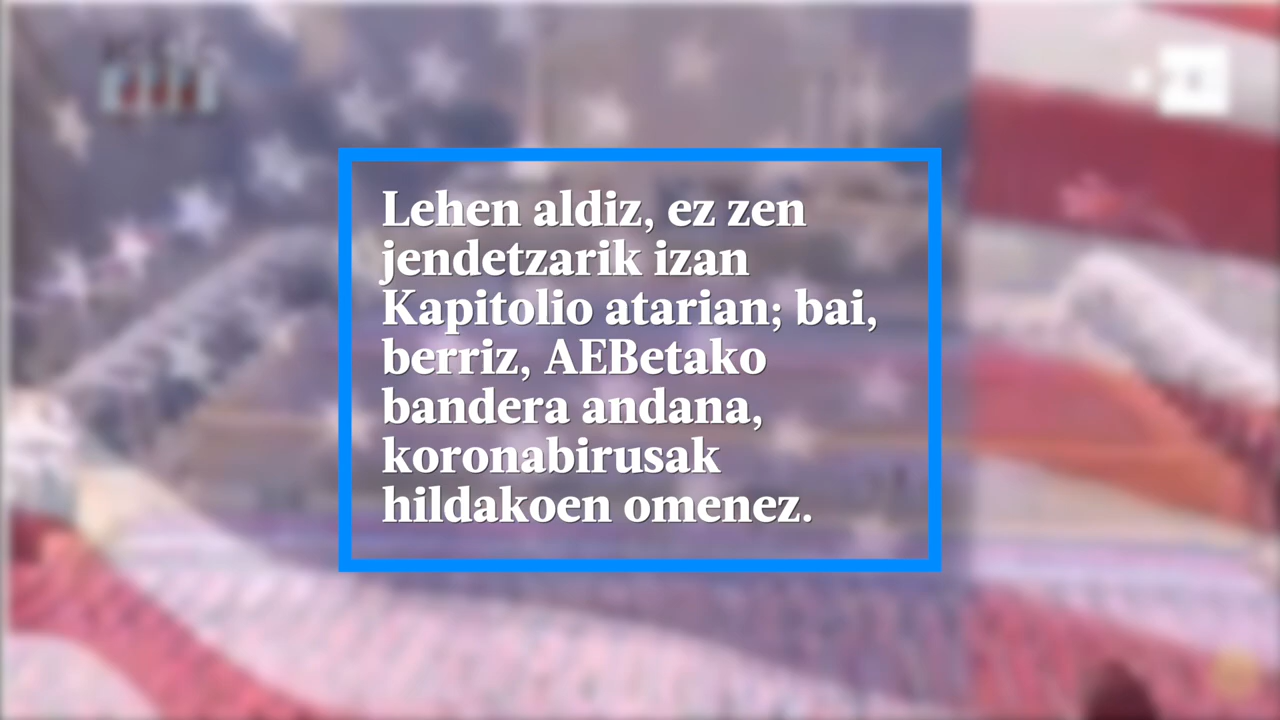 Lehen aldiz, ez zen
jendetzarik izan
Kapitolio atarian; bai,
berriz, AEBetako
bandera andana,
koronabirusak
hildakoen omenez.